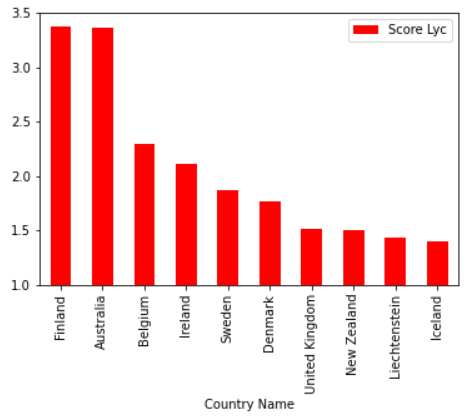 3.5
Score Lyc
3.0
2.5
2.0
1.5
1.0
Finland
Australia
Belgium
Ireland
Sweden
Denmark
United Kingdom
New Zealand
Liechtenstein
Iceland
Country Name